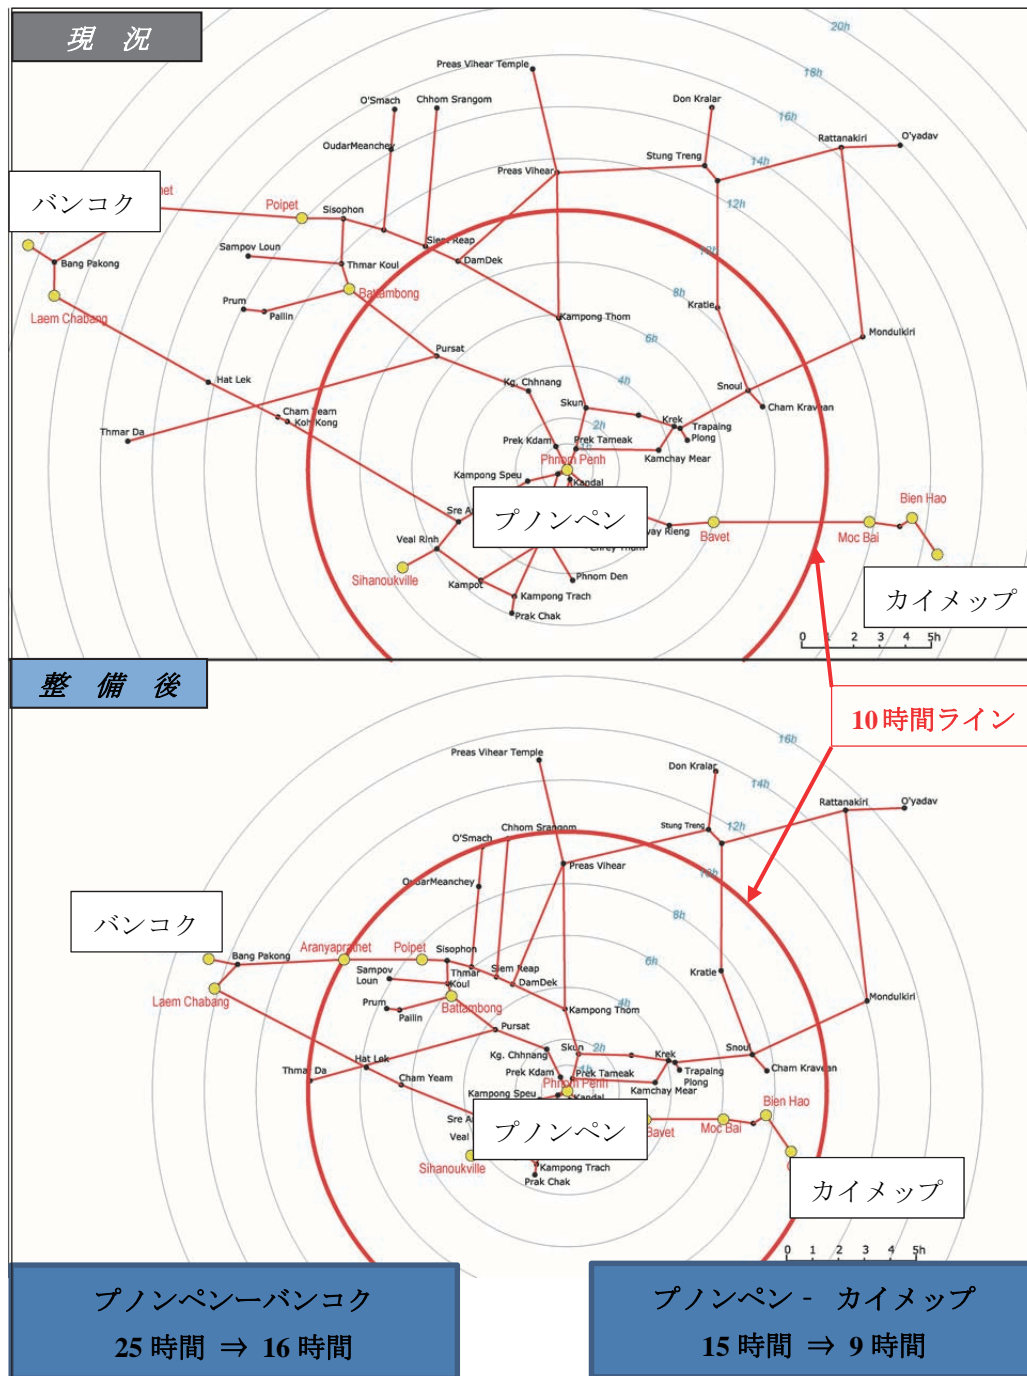 現 況
20h
18h
16h
14h
12h
10h
8h
6h
4h
2h
1h
Preas Vihear Temple
O'Smach
Chhom Srangom
Don Kralar
OudarMeanchey
Rattanakiri
O'yadav
Stung Treng
Preas Vihear
バンコク
Poipet
Sisophon
Siem Reap
Sampov Loun
Thmar Koul
DamDek
Bang Pakong
Battambong
Prum
Pailin
Laem Chabang
Kratie
Kampong Thom
Mondulkiri
Pursat
Hat Lek
Kg. Chhnang
Snoul
Cham Kravean
Skun
Cham Yeam
Koh Kong
Krek
Trapaing
Plong
Thmar Da
Prek Kdam
Prek Tameak
Kamchay Mear
Phnom Penh
Kampong Speu
Kandal
プノンペン
Bien Hao
Sre A
Bavet
Moc Bai
Veal Rinh
Sihanoukville
Kampot
Phnom Den
Kampong Trach
Prak Chak
カイメップ
0 1 2 3 4 5h
整 備 後
10時間ライン
16h
14h
12h
10h
8h
6h
4h
2h
1h
Preas Vihear Temple
Don Kralar
Rattanakiri
O'yadav
Chhom Srangom
O'Smach
Stung Treng
Preas Vihear
OudarMeanchey
バンコク
Aranyaprathet
Poipet
Sisophon
Bang Pakong
Sampov
Loun
Thmar
Koul
Siem Reap
DamDek
Kratie
Laem Chabang
Prum
Pailin
Battambong
Mondulkiri
Kampong Thom
Pursat
Hat Lek
Kg. Chhnang
Skun
Krek
Snoul
Trapaing
Plong
Cham Kravean
Thmar Da
Cham Yeam
Prek Kdam
Prek Tameak
Kamchay Mear
Phnom Penh
Kampong Speu
Kandal
プノンペン
Bien Hao
Sre A
Bavet
Moc Bai
Veal
Sihanoukville
Kampong Trach
Prak Chak
カイメップ
0 1 2 3 4 5h
プノンペンーバンコク
25 時間 ⇒ 16 時間
プノンペン - カイメップ
15 時間 ⇒ 9 時間